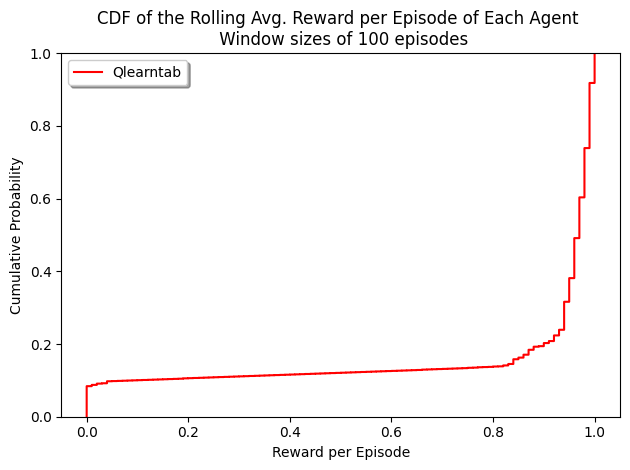 CDF of the Rolling Avg. Reward per Episode of Each Agent
Window sizes of 100 episodes
Qlearntab
1.0
0.8
0.6
0.4
0.2
0.0
Cumulative Probability
0.0 0.2 0.4 0.6 0.8 1.0
Reward per Episode